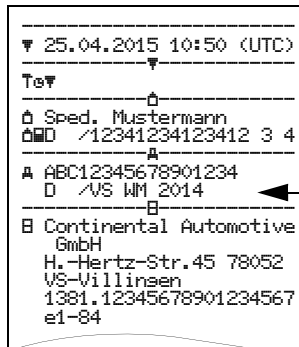 ▼ 25.04.2015 10:50 (UTC)
T⊙▼
Sped. Mustermann
D /12341234123412 3 4
A ABC12345678901234
D /VS WM 2014
Continental Automotive
GmbH
H.-Hertz-Str.45 78052
VS-Villingen
1381.12345678901234567
e1-84